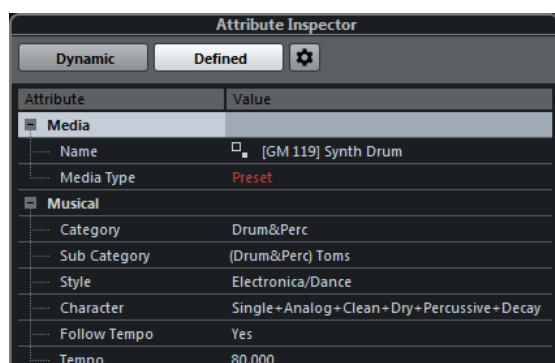 Attribute Inspector
Dynamic Defined
Attribute Value
Media
Name [GM 119] Synth Drum
Media Type Preset
Musical
Category Drum&Perc
Sub Category (Drum&Perc) Toms
Style Electronica/Dance
Character Single+Analog+Clean+Dry+Percussive+Decay
Follow Tempo Yes
Tempo 80.000